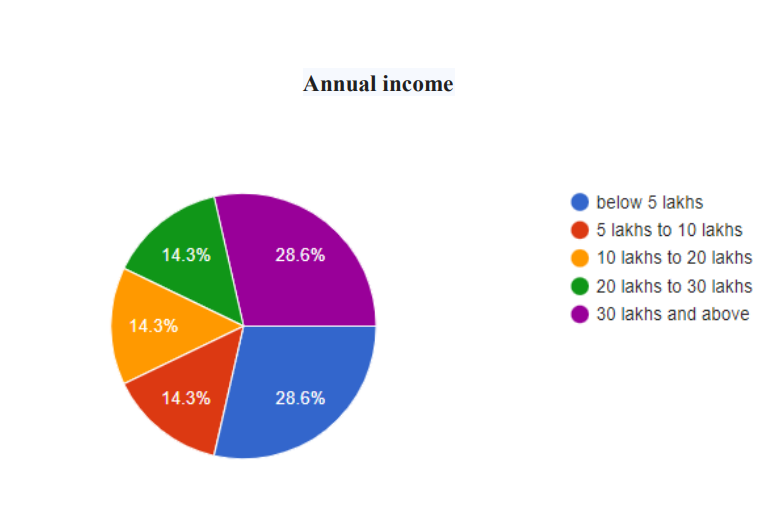 Annual income
below 5 lakhs
5 lakhs to 10 lakhs
10 lakhs to 20 lakhs
20 lakhs to 30 lakhs
30 lakhs and above
14.3%
28.6%
14.3%
14.3%
28.6%